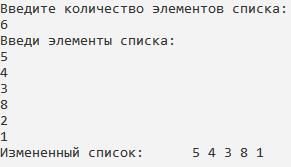 Введите количество элементов списка:
6
Введи элементы списка:
5
4
3
8
2
1
Измененный список:      5 4 3 8 1